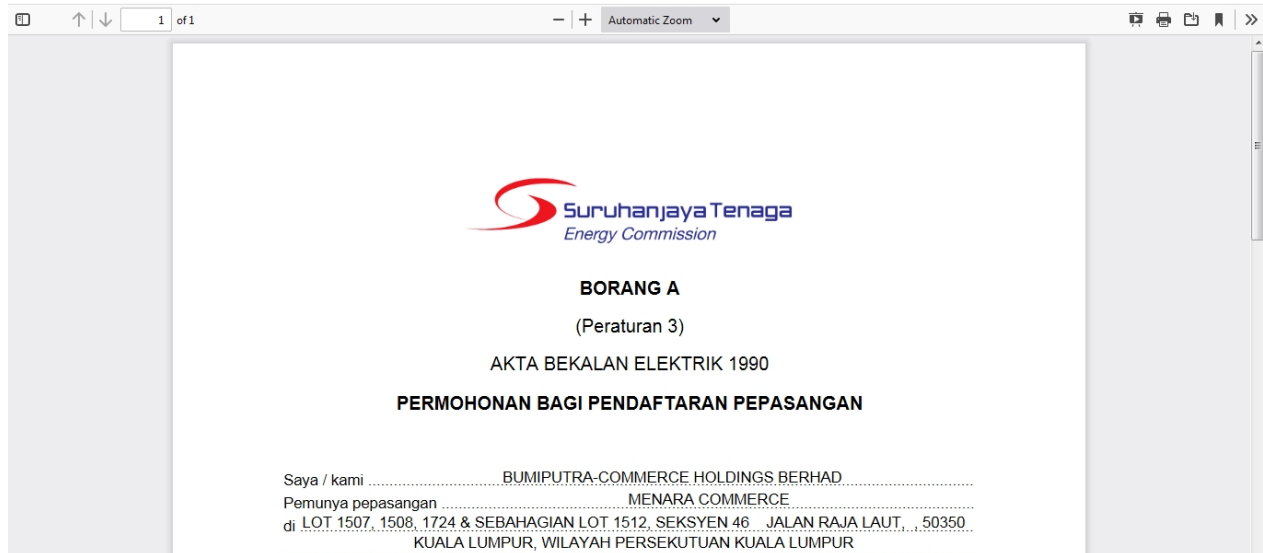 1 of 1
Automatic Zoom
Suruhanjaya Tenaga
Energy Commission
BORANG A
(Peraturan 3)
AKTA BEKALAN ELEKTRIK 1990
PERMOHONAN BAGI PENDAFTARAN PEPASANGAN
Saya / kami BUMIPUTRA-COMMERCE HOLDINGS BERHAD
Pemunya pepasangan MENARA COMMERCE
di LOT 1507, 1508, 1724 & SEBAHAGIAN LOT 1512, SEKSYEN 46 JALAN RAJA LAUT, , 50350
KUALA LUMPUR, WILAYAH PERSEKUTUAN KUALA LUMPUR